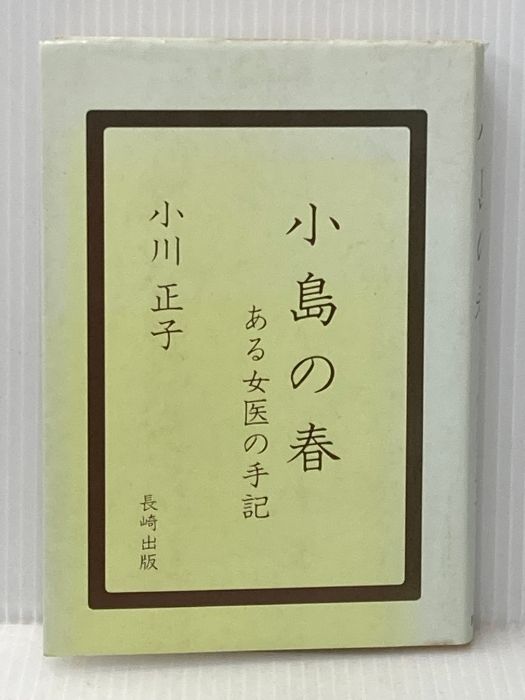 小島の春
ある女医の手記
小川正子
長崎出版